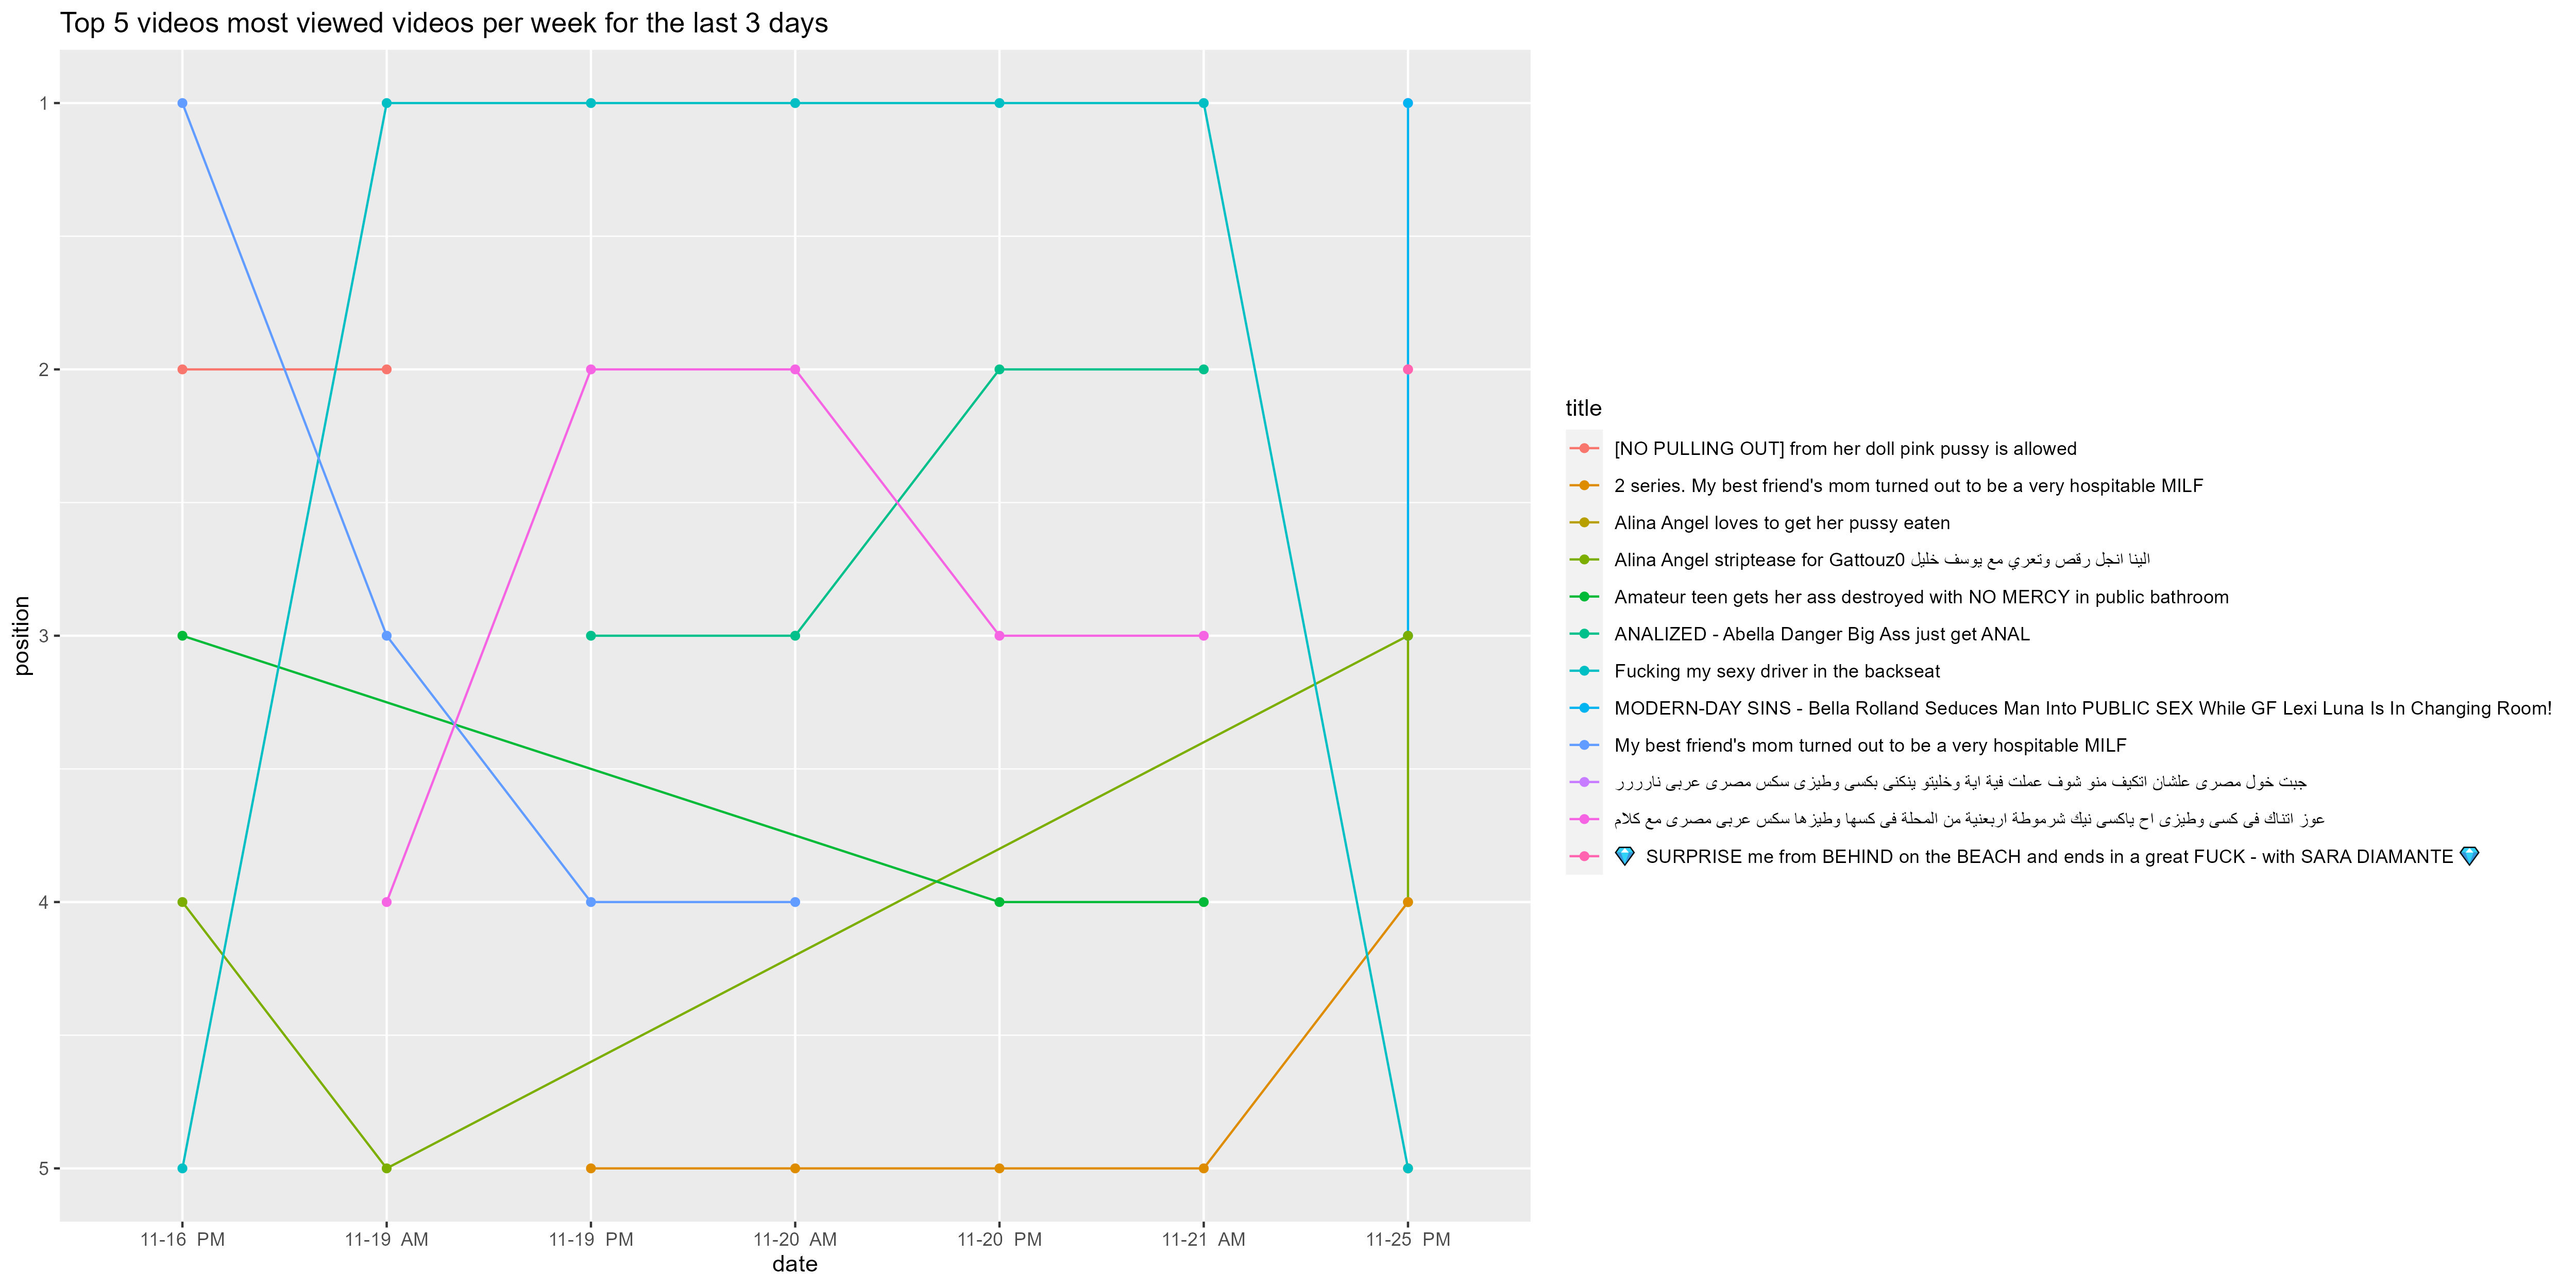 Top 5 videos most viewed videos per week for the last 3 days
position
1
2
3
4
5
11-16 PM
11-19 AM
11-19 PM
11-20 AM
11-20 PM
11-21 AM
11-25 PM
date
title
[NO PULLING OUT] from her doll pink pussy is allowed
2 series. My best friend's mom turned out to be a very hospitable MILF
Alina Angel loves to get her pussy eaten
Alina Angel striptease for Gattouz0 الينا انجل رقص وتعري مع يوسف خليل
Amateur teen gets her ass destroyed with NO MERCY in public bathroom
ANALIZED - Abella Danger Big Ass just get ANAL
Fucking my sexy driver in the backseat
MODERN-DAY SINS - Bella Rolland Seduces Man Into PUBLIC SEX While GF Lexi Luna Is In Changing Room!
My best friend's mom turned out to be a very hospitable MILF
جبت خول مصرى علشان اتكيف منو شوف عملت فية اية وخليتو ينكنى بكسى وطيزى سكس مصرى عربى نارررر
عوز اتناك فى كسى وطيزى اح ياكسى نيك شرموطة اربعنية من المحلة فى كسها وطيزها سكس عربى مصرى مع كلام
💎 SURPRISE me from BEHIND on the BEACH and ends in a great FUCK - with SARA DIAMANTE 💎